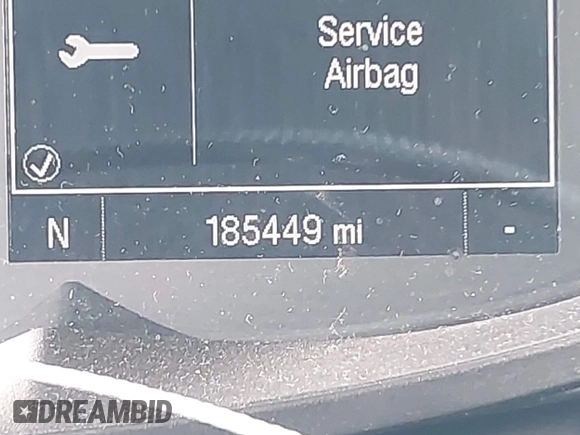 Service
Airbag
N
185449 mi
-
DREAMBID